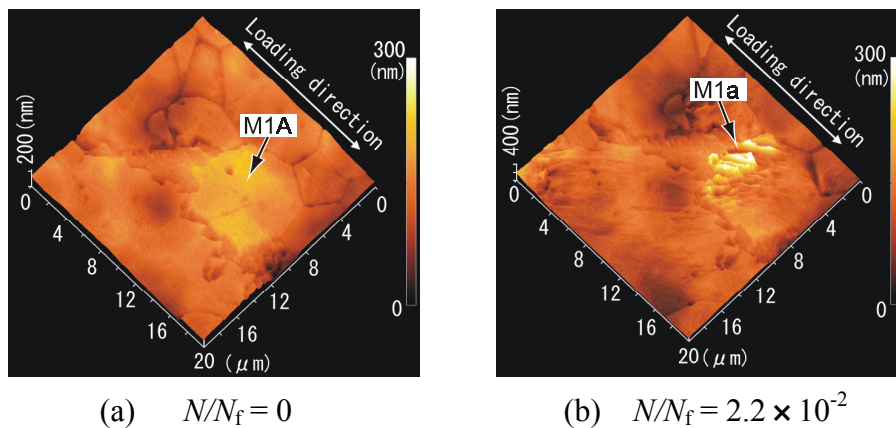 Loading direction
300
(nm)
M1A
200 (nm)
0
0
4
4
8
8
12
12
16
16
20 (μm)
0
(a) N/Nf = 0
Loading direction
300
(nm)
M1a
400 (nm)
0
0
4
4
8
8
12
12
16
16
20 (μm)
0
(b) N/Nf = 2.2 × 10-2